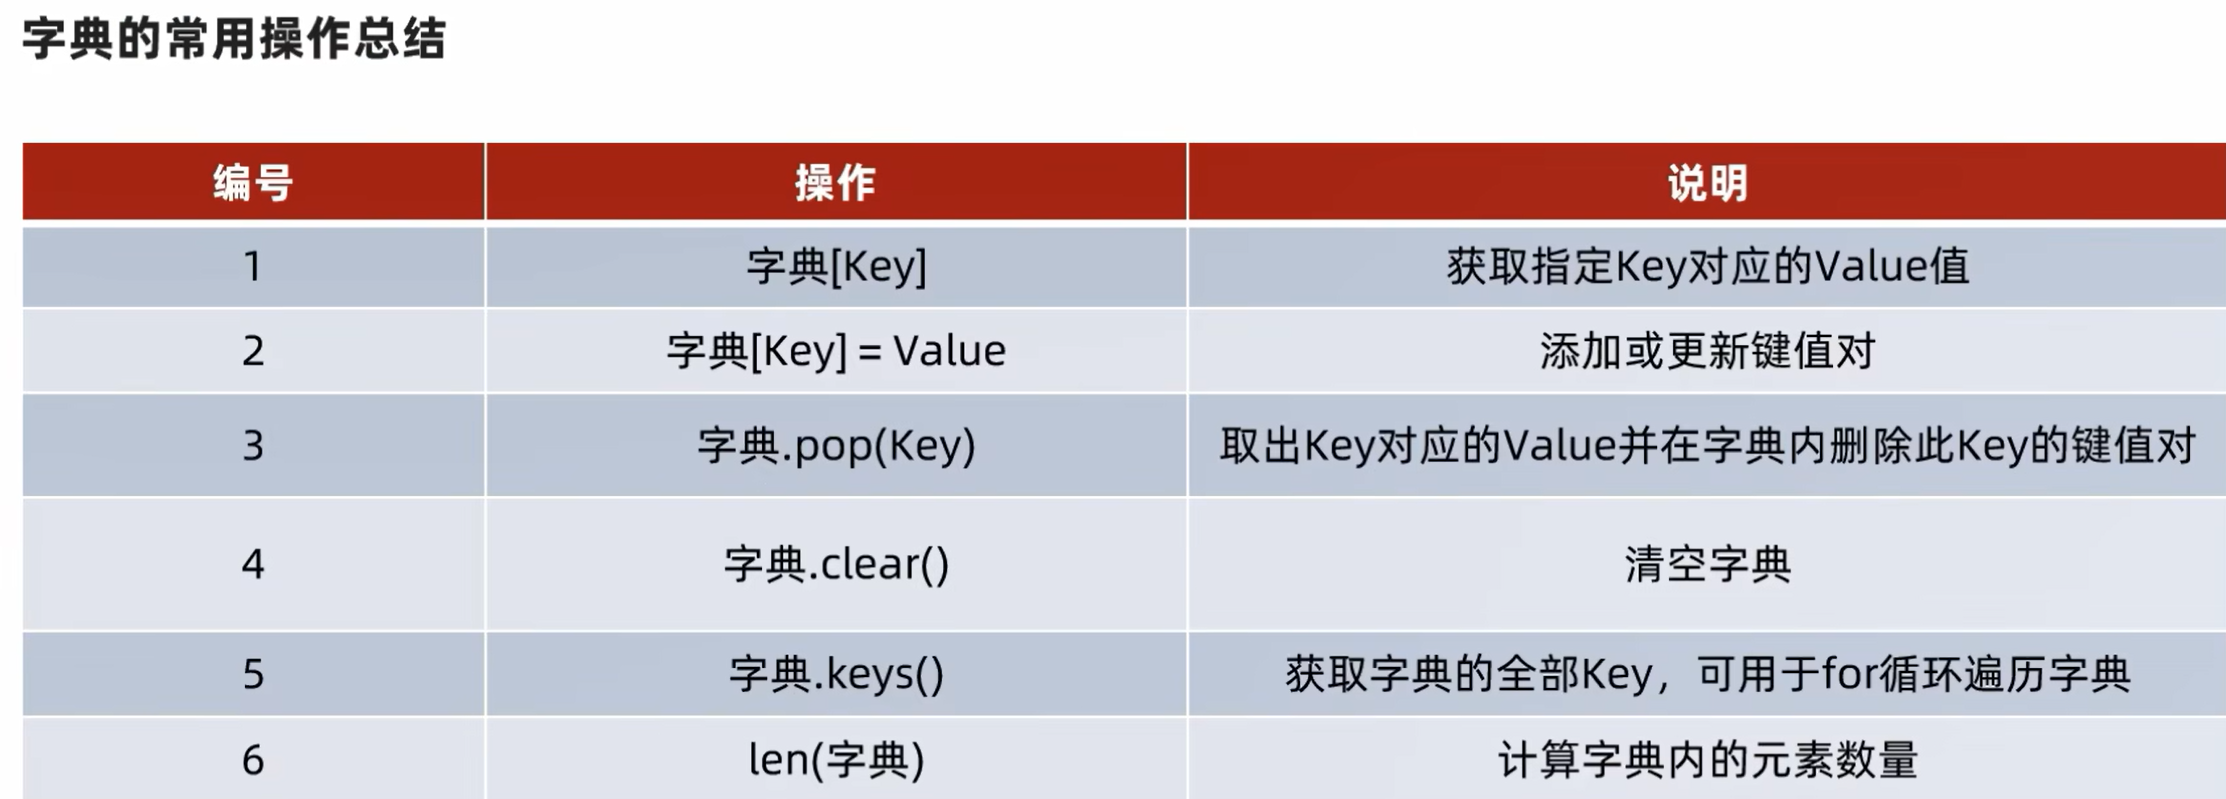 字典的常用操作总结
编号 操作 说明
1 字典[Key] 获取指定Key对应的Value值
2 字典[Key] = Value 添加或更新键值对
3 字典.pop(Key) 取出Key对应的Value并在字典内删除此Key的键值对
4 字典.clear() 清空字典
5 字典.keys() 获取字典的全部Key，可用于for循环遍历字典
6 len(字典) 计算字典内的元素数量